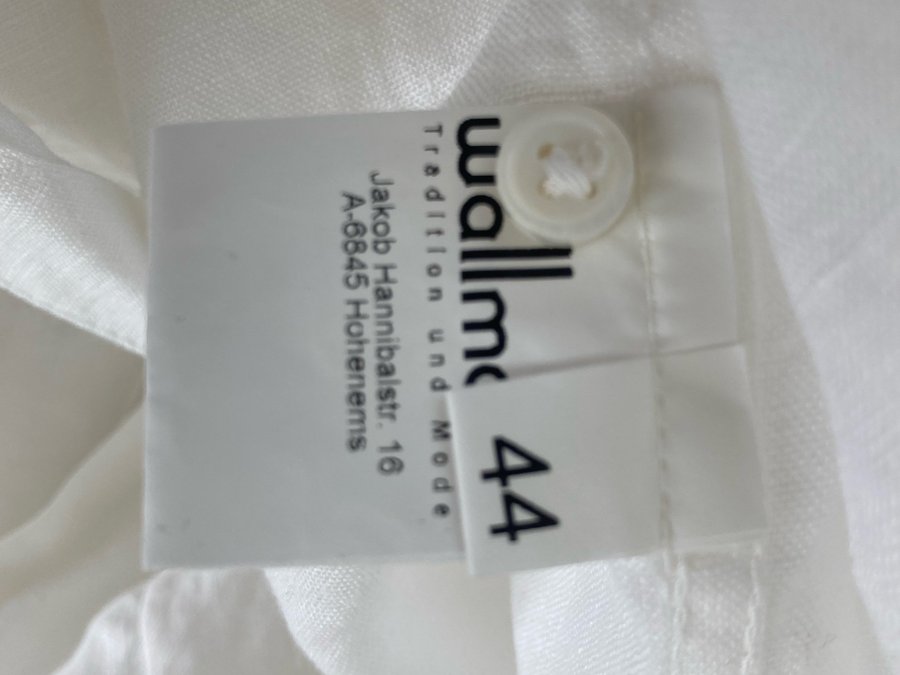 wallm
Tradition und Mode
Jakob Hannibalstr. 16
A-6845 Hohenems
44